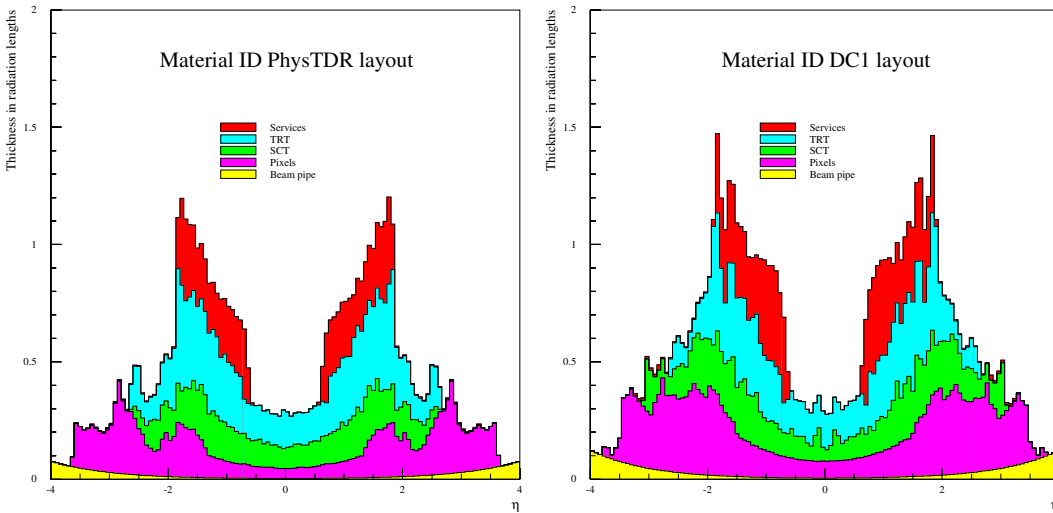 Thickness in radiation lengths
Material ID PhysTDR layout
Services
TRT
SCT
Pixels
Beam pipe
2
1.5
1
0.5
0
-4 -2 0 2 4
η
Thickness in radiation lengths
Material ID DC1 layout
Services
TRT
SCT
Pixels
Beam pipe
2
1.5
1
0.5
0
-4 -2 0 2